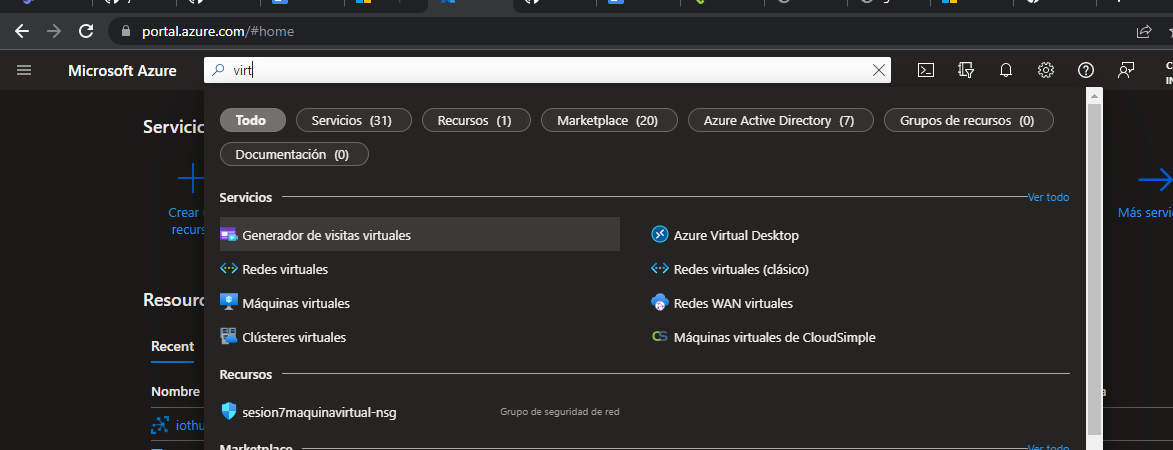 portal.azure.com/#home
Microsoft Azure
virt
Todo
Servicios (31)
Recursos (1)
Marketplace (20)
Azure Active Directory (7)
Grupos de recursos (0)
Documentación (0)
Servicios
Ver todo
Generador de visitas virtuales
Azure Virtual Desktop
Redes virtuales
Redes virtuales (clásico)
Máquinas virtuales
Redes WAN virtuales
Clústeres virtuales
CS Máquinas virtuales de CloudSimple
Recursos
sesion7maquinavirtual-nsg
Grupo de seguridad de red
Marketplace
Ver todo
Servicic
Crear
recurs
Más servi
Resourc
Recent
Nombre
iothu